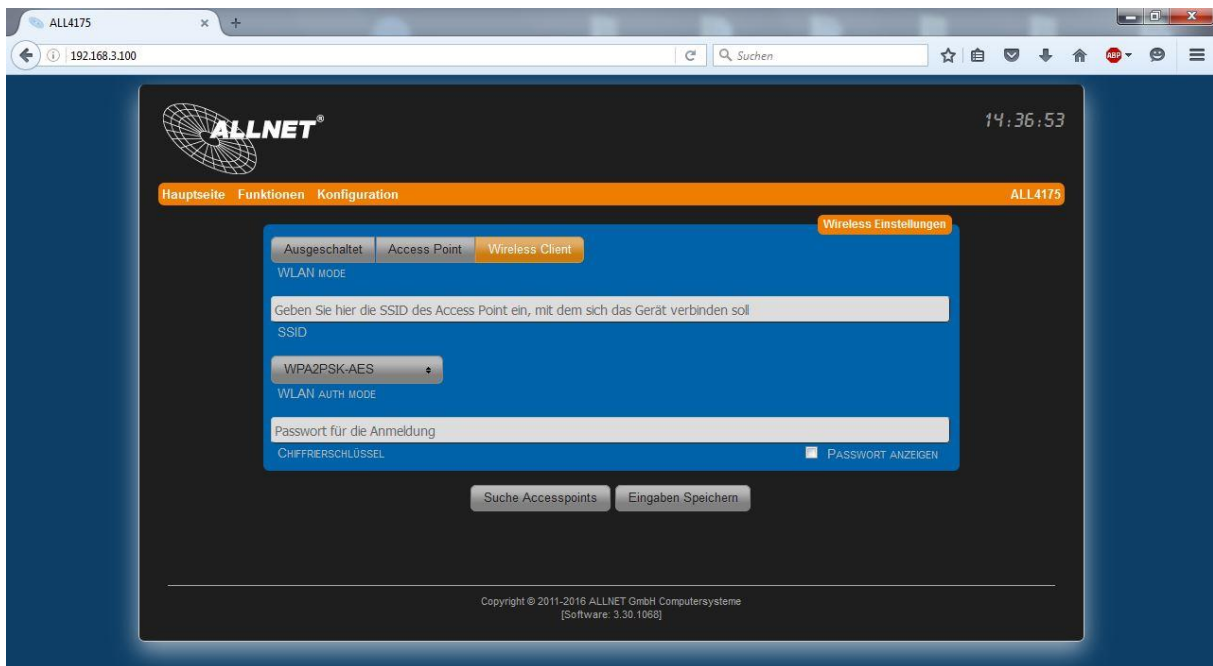 ALL4175
192.168.3.100
Suchen
ABP
ALLNET®
14:36:53
Hauptseite Funktionen Konfiguration ALL4175
Wireless Einstellungen
Ausgeschaltet Access Point Wireless Client
WLAN MODE
Geben Sie hier die SSID des Access Point ein, mit dem sich das Gerät verbinden soll
SSID
WPA2PSK-AES
WLAN AUTH MODE
Passwort für die Anmeldung
CHIFFRIERSCHLÜSSEL PASSWORT ANZEIGEN
Suche Accesspoints Eingaben Speichern
Copyright © 2011-2016 ALLNET GmbH Computersysteme
[Software: 3.30.1068]